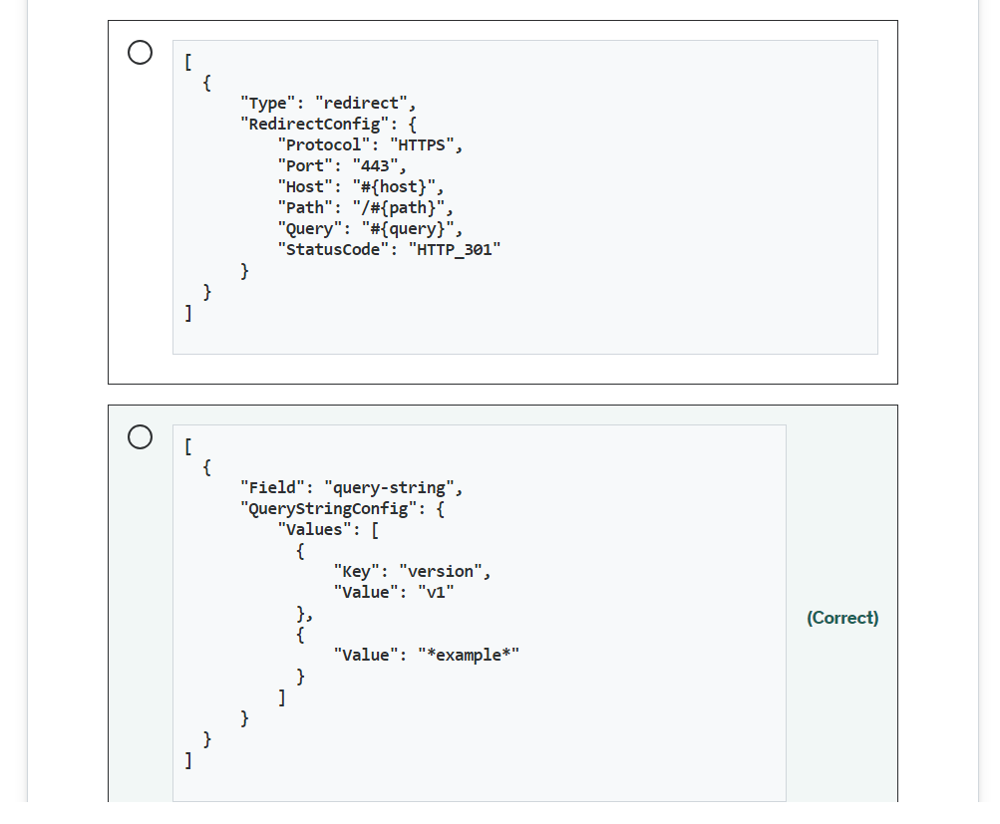 [
  {
      "Type": "redirect",
      "RedirectConfig": {
          "Protocol": "HTTPS",
          "Port": "443",
          "Host": "#{host}",
          "Path": "/#{path}",
          "Query": "#{query}",
          "StatusCode": "HTTP_301"
      }
  }
]
[
  {
      "Field": "query-string",
      "QueryStringConfig": {
          "Values": [
            {
                "Key": "version",
                "Value": "v1"
            },
            {
                "Value": "*example*"
            }
          ]
      }
  }
]
(Correct)